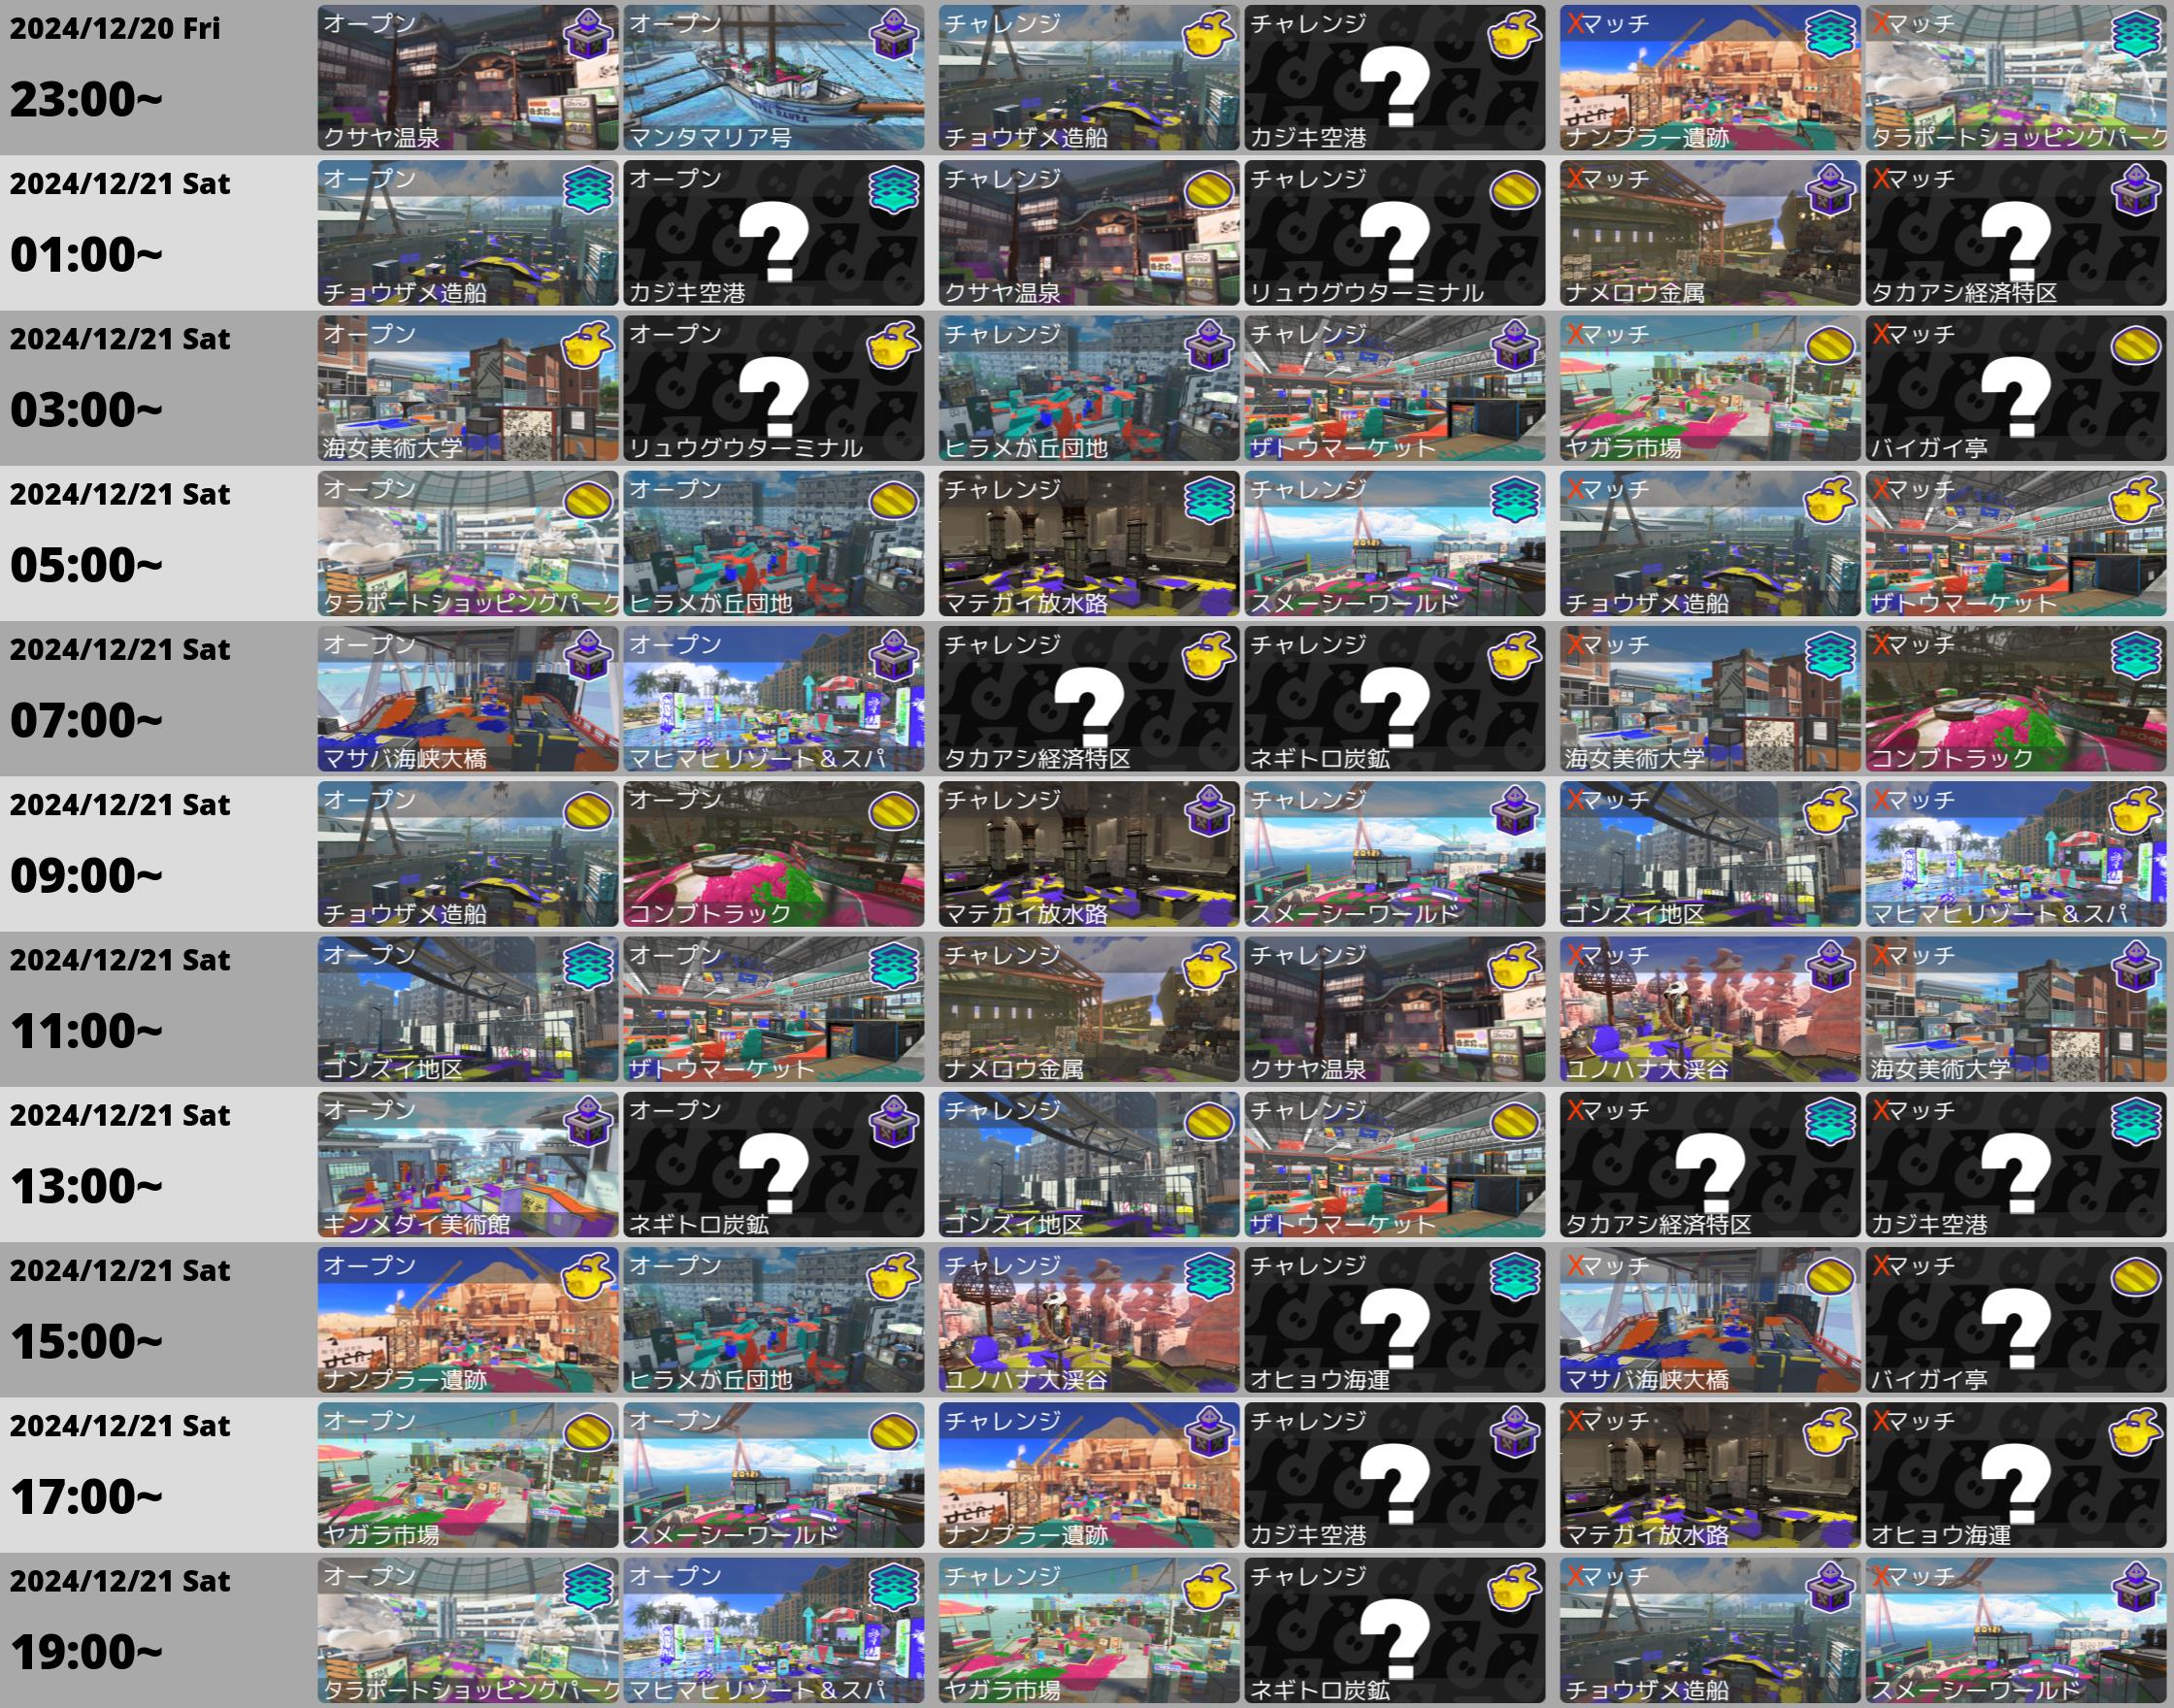 2024/12/20 Fri
23:00~
オープン
クサヤ温泉
オープン
マンタマリア号
チャレンジ
チョウザメ造船
チャレンジ
カジキ空港
Xマッチ
ナンプラー遺跡
Xマッチ
タラポートショッピングパーク
2024/12/21 Sat
01:00~
オープン
チョウザメ造船
オープン
カジキ空港
チャレンジ
クサヤ温泉
チャレンジ
リュウグウターミナル
Xマッチ
ナメロウ金属
Xマッチ
タカアシ経済特区
2024/12/21 Sat
03:00~
オープン
海女美術大学
オープン
リュウグウターミナル
チャレンジ
ヒラメが丘団地
チャレンジ
ザトウマーケット
Xマッチ
ヤガラ市場
Xマッチ
バイガイ亭
2024/12/21 Sat
05:00~
オープン
タラポートショッピングパーク
オープン
ヒラメが丘団地
チャレンジ
マテガイ放水路
チャレンジ
スメーシーワールド
Xマッチ
チョウザメ造船
Xマッチ
ザトウマーケット
2024/12/21 Sat
07:00~
オープン
マサバ海峡大橋
オープン
マヒマヒリゾート＆スパ
チャレンジ
タカアシ経済特区
チャレンジ
ネギトロ炭鉱
Xマッチ
海女美術大学
Xマッチ
コンブトラック
2024/12/21 Sat
09:00~
オープン
チョウザメ造船
オープン
コンブトラック
チャレンジ
マテガイ放水路
チャレンジ
スメーシーワールド
Xマッチ
ゴンズイ地区
Xマッチ
マヒマヒリゾート＆スパ
2024/12/21 Sat
11:00~
オープン
ゴンズイ地区
オープン
ザトウマーケット
チャレンジ
ナメロウ金属
チャレンジ
クサヤ温泉
Xマッチ
ユノハナ大渓谷
Xマッチ
海女美術大学
2024/12/21 Sat
13:00~
オープン
キンメダイ美術館
オープン
ネギトロ炭鉱
チャレンジ
ゴンズイ地区
チャレンジ
ザトウマーケット
Xマッチ
タカアシ経済特区
Xマッチ
カジキ空港
2024/12/21 Sat
15:00~
オープン
ナンプラー遺跡
オープン
ヒラメが丘団地
チャレンジ
ユノハナ大渓谷
チャレンジ
オヒョウ海運
Xマッチ
マサバ海峡大橋
Xマッチ
バイガイ亭
2024/12/21 Sat
17:00~
オープン
ヤガラ市場
オープン
スメーシーワールド
チャレンジ
ナンプラー遺跡
チャレンジ
カジキ空港
Xマッチ
マテガイ放水路
Xマッチ
オヒョウ海運
2024/12/21 Sat
19:00~
オープン
タラポートショッピングパーク
オープン
マヒマヒリゾート＆スパ
チャレンジ
ヤガラ市場
チャレンジ
ネギトロ炭鉱
Xマッチ
チョウザメ造船
Xマッチ
スメーシーワールド